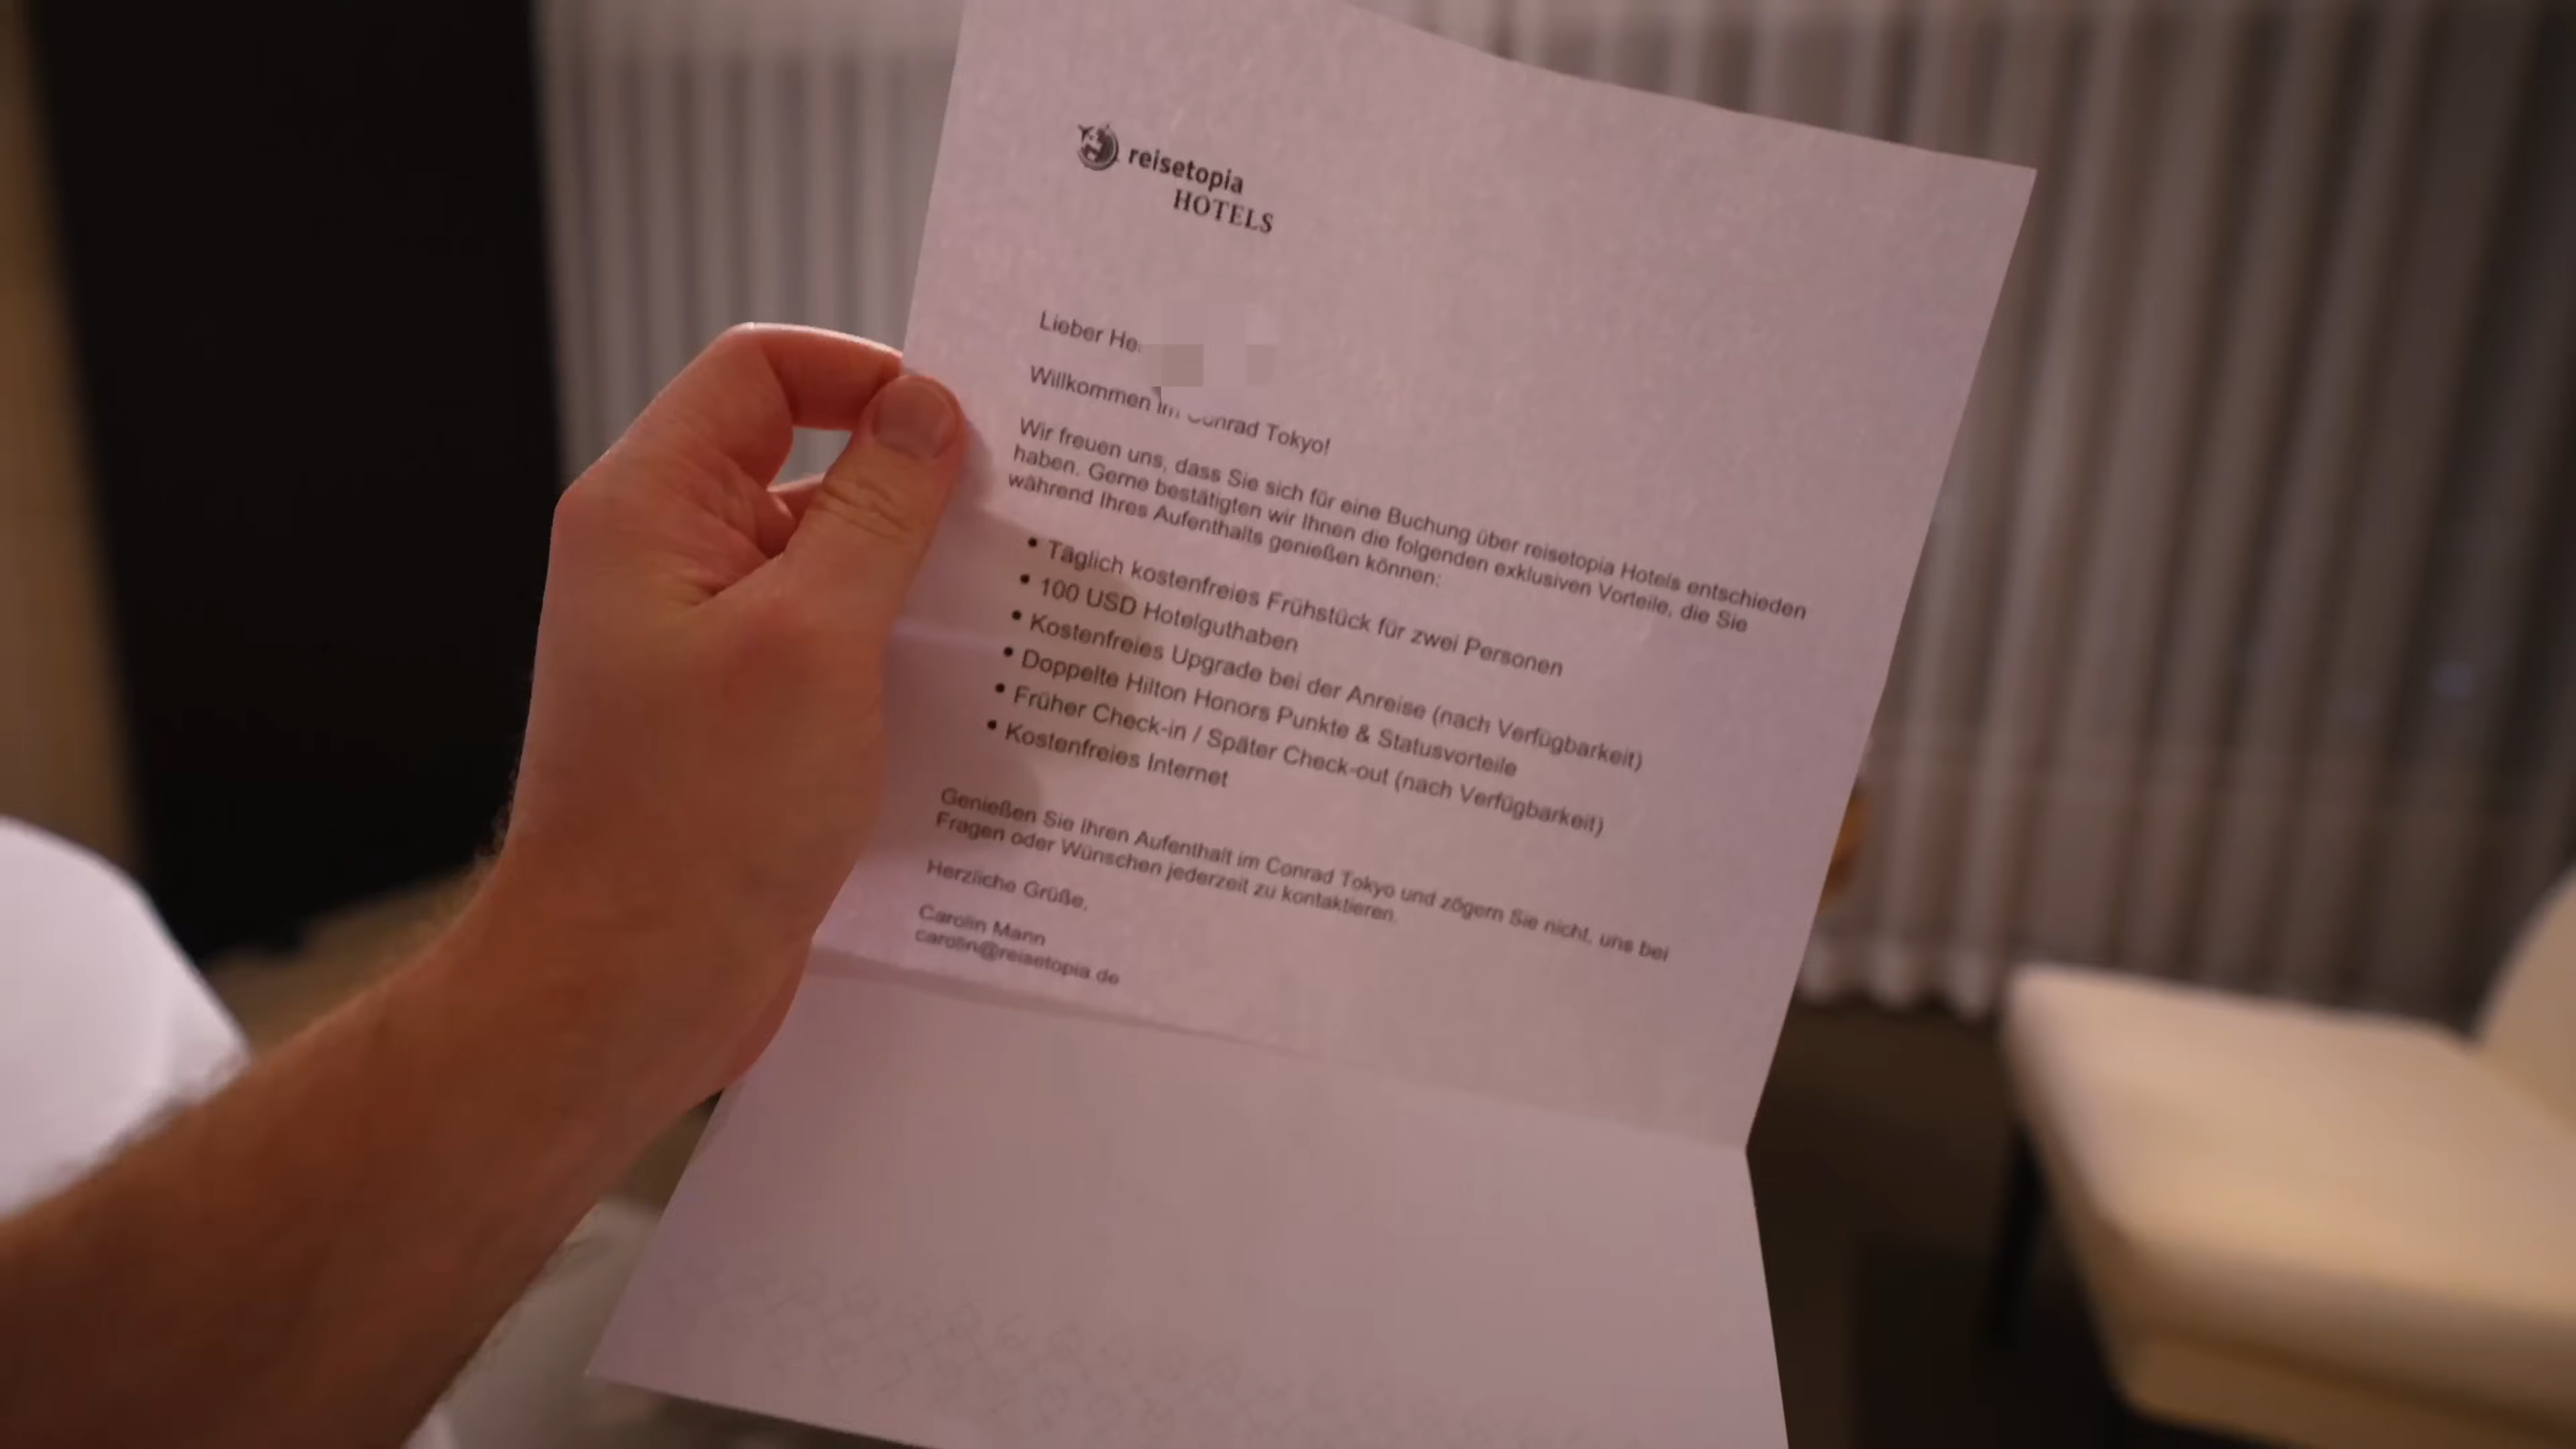 reisetopia
HOTELS
Lieber
Willkommen im Conrad Tokyo!
Wir freuen uns, dass Sie sich für eine Buchung über reisetopia Hotels entschieden
haben. Gerne bestätigten wir Ihnen die folgenden exklusiven Vorteile, die Sie
während Ihres Aufenthalts genießen können:
• Täglich kostenfreies Frühstück für zwei Personen
• 100 USD Hotelguthaben
• Kostenfreies Upgrade bei der Anreise (nach Verfügbarkeit)
• Doppelte Hilton Honors Punkte & Statusvorteile
• Früher Check-in / Später Check-out (nach Verfügbarkeit)
• Kostenfreies Internet
Genießen Sie Ihren Aufenthalt im Conrad Tokyo und zögern Sie nicht, uns bei
Fragen oder Wünschen jederzeit zu kontaktieren.
Herzliche Grüße,
Carolin Mann
carolin@reisetopia.de